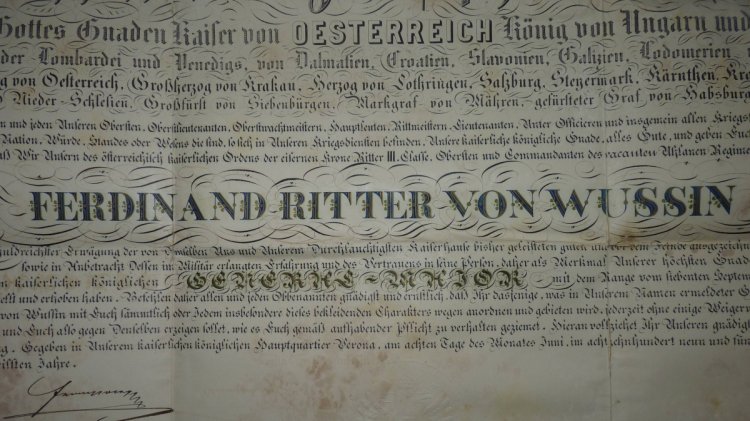 Gottes Gnaden Kaiser von OESTERREICH König von Ungarn und
der Lombardei und Venedigs, von Dalmatien, Croatien, Slavonien, Galizien, Lodomerien
von Oesterreich, Großherzog von Krakau, Herzog von Lothringen, Salzburg, Steyermark, Kärnthen,
Nieder-Schlesien, Großfürst von Siebenbürgen, Markgraf von Mähren, gefürsteter Graf von Habsburg
und jeden Unseren Obersten, Oberstlieutenanten, Oberstwachtmeistern, Hauptleuten, Rittmeistern, Lieutenanten, Unter Officieren und insgemein allen Kriegs
Nation, Würde, Standes oder Wesens die sind, so sich in Unseren Kriegsdiensten befinden, Unsere kaiserliche königliche Gnade, alles Gute, und geben Euch
Wir Unsern des österreichisch kaiserlichen Ordens der eisernen Krone Ritter III. Classe, Obersten und Commandanten des vacanten Uhlanen Regime
FERDINAND RITTER VON WUSSIN
Erwägung der von Demselben Uns und Unserem Durchlauchtigsten Kaiserhause bisher geleisteten guten und vor dem Feinde ausgezeichn
sowie in Anbetracht Dessen im Militär erlangten Erfahrung und des Vertrauens in seine Person, daher als Merkmal Unserer höchsten Gnad
kaiserlichen königlichen GENERAL-MAJOR mit dem Range vom siebenten Septem
und erhoben haben. Befehlen daher allen und jeden Obbenannten gnädigst und ernstlich, daß Ihr dasjenige, was in Unserem Namen ermeldeter G
von Wussin mit Euch sämmtlich oder Jedem insbesondere dieses bekleidenden Charakters wegen anordnen und gebieten wird, jederzeit ohne einige Weiger
und Euch also gegen Denselben erzeigen sollet, wie es Euch gemäß aufhabender Pflicht zu verhalten geziemet. Hieran vollziehet Ihr Unseren gnädig
Gegeben in Unserem kaiserlichen königlichen Hauptquartier Verona, am achten Tage des Monates Juni, im achtzehnhundert neun und fün
Jahre.